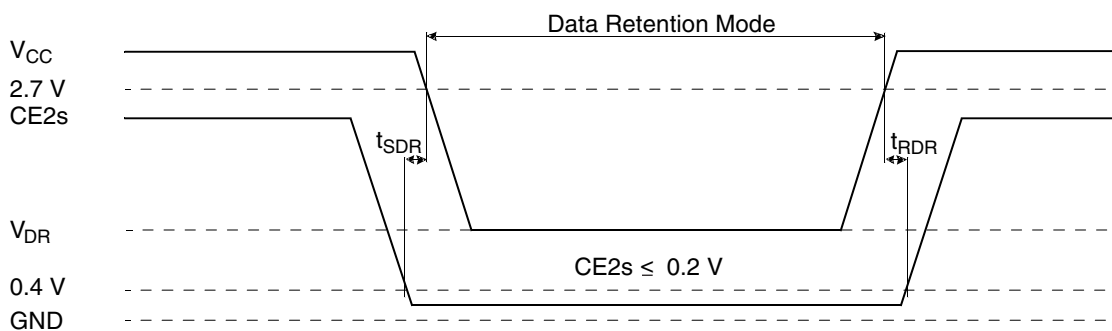 Data Retention Mode
VCC
2.7 V
CE2s
tSDR
tRDR
VDR
CE2s ≤ 0.2 V
0.4 V
GND